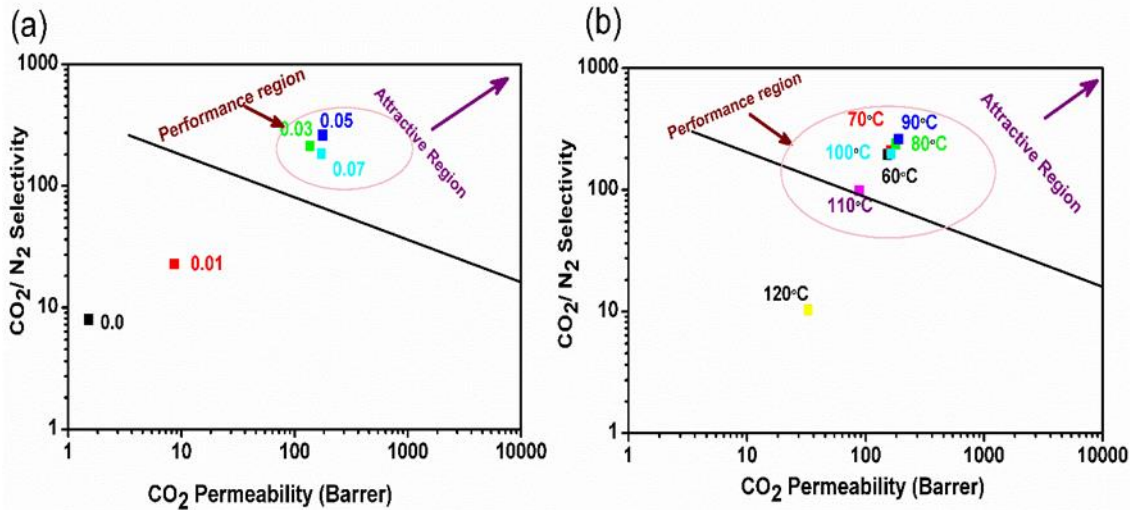 (a)
1000
100
10
1
CO₂/ N₂ Selectivity
Performance region
Attractive Region
0.03
0.05
0.07
0.01
0.0
1
10
100
1000
10000
CO₂ Permeability (Barrer)
(b)
1000
100
10
1
CO₂/ N₂ Selectivity
Performance region
Attractive Region
70°C
90°C
100°C
80°C
60°C
110°C
120°C
1
10
100
1000
10000
CO₂ Permeability (Barrer)